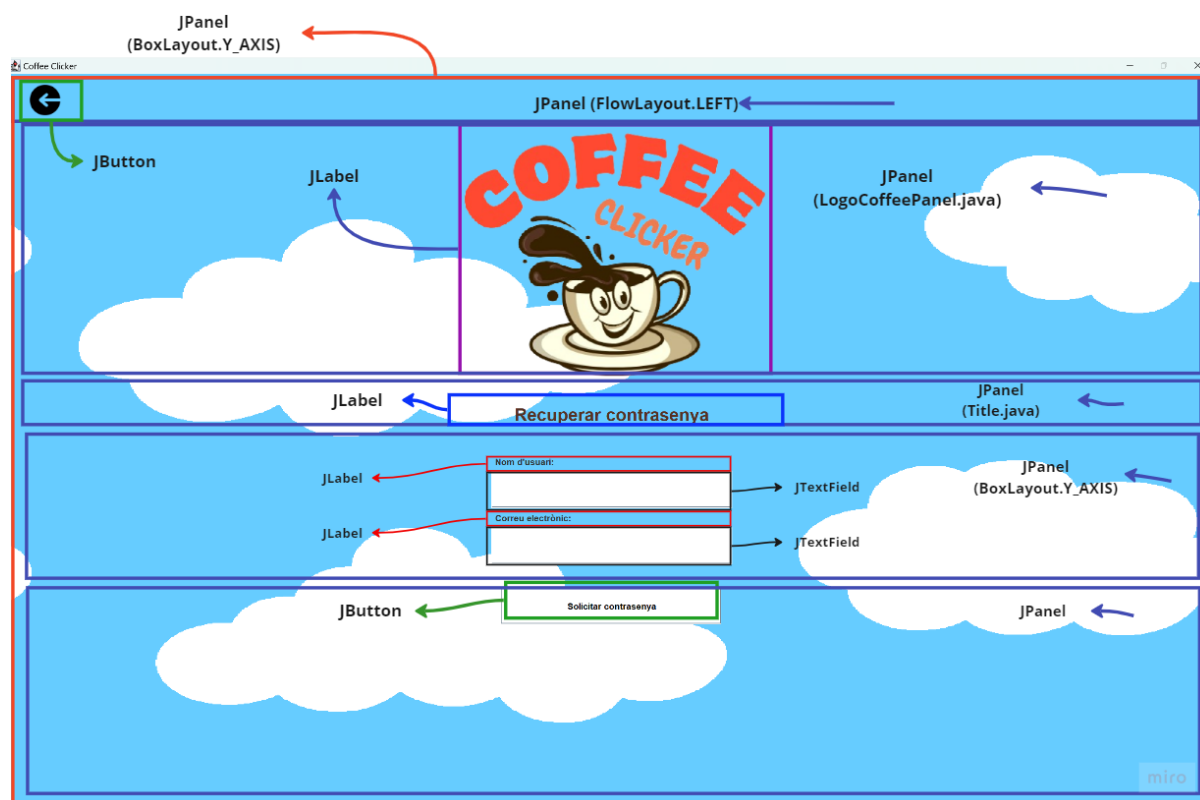 JPanel
(BoxLayout.Y_AXIS)
Coffee Clicker
JPanel (FlowLayout.LEFT)
JButton
JLabel
COFFEE
CLICKER
JPanel
(LogoCoffeePanel.java)
JLabel
Recuperar contrasenya
JPanel
(Title.java)
JLabel
Nom d'usuari:
JTextField
JPanel
(BoxLayout.Y_AXIS)
JLabel
Correu electrònic:
JTextField
JButton
Solicitar contrasenya
JPanel
miro